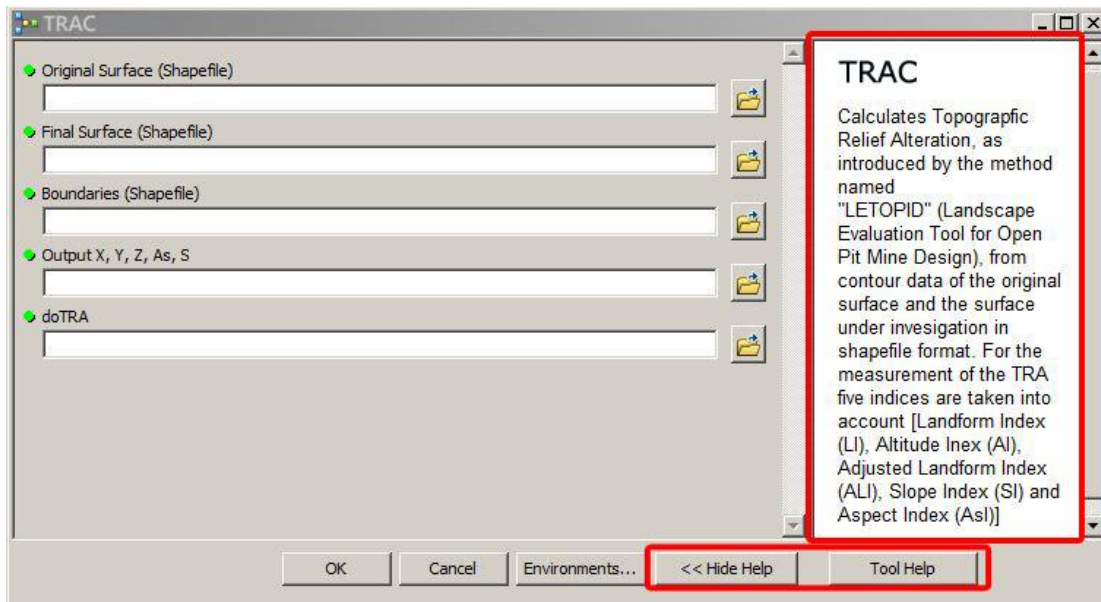 TRAC
Original Surface (Shapefile)
Final Surface (Shapefile)
Boundaries (Shapefile)
Output X, Y, Z, As, S
doTRA
TRAC
Calculates Topograpfic
Relief Alteration, as
introduced by the method
named
"LETOPID" (Landscape
Evaluation Tool for Open
Pit Mine Design), from
contour data of the original
surface and the surface
under invesigation in
shapefile format. For the
measurement of the TRA
five indices are taken into
account [Landform Index
(LI), Altitude Inex (AI),
Adjusted Landform Index
(ALI), Slope Index (SI) and
Aspect Index (AsI)]
OK
Cancel
Environments...
<< Hide Help
Tool Help